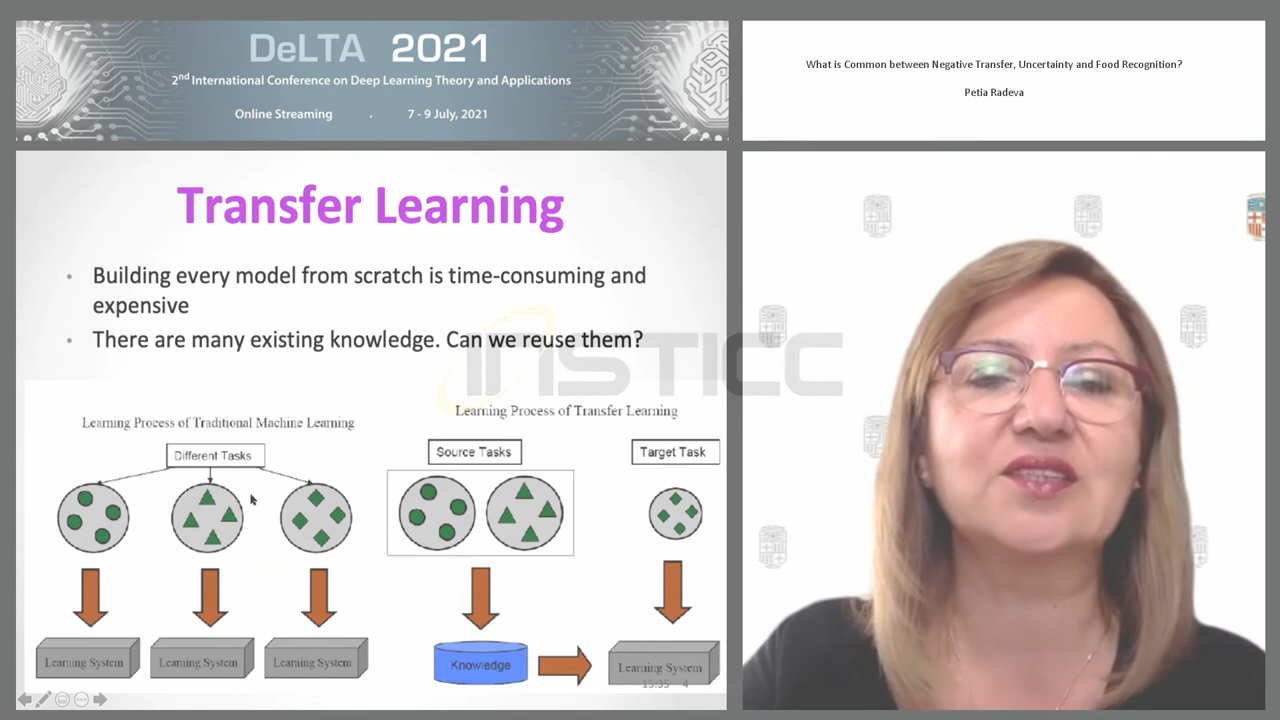 DeLTA 2021
2nd International Conference on Deep Learning Theory and Applications
Online Streaming . 7 - 9 July, 2021
What is Common between Negative Transfer, Uncertainty and Food Recognition?
Petia Radeva
Transfer Learning
• Building every model from scratch is time-consuming and
expensive
• There are many existing knowledge. Can we reuse them?
INSTICC
Learning Process of Traditional Machine Learning
Different Tasks
Learning System
Learning System
Learning System
Learning Process of Transfer Learning
Source Tasks
Target Task
Knowledge
Learning System
15:35 4